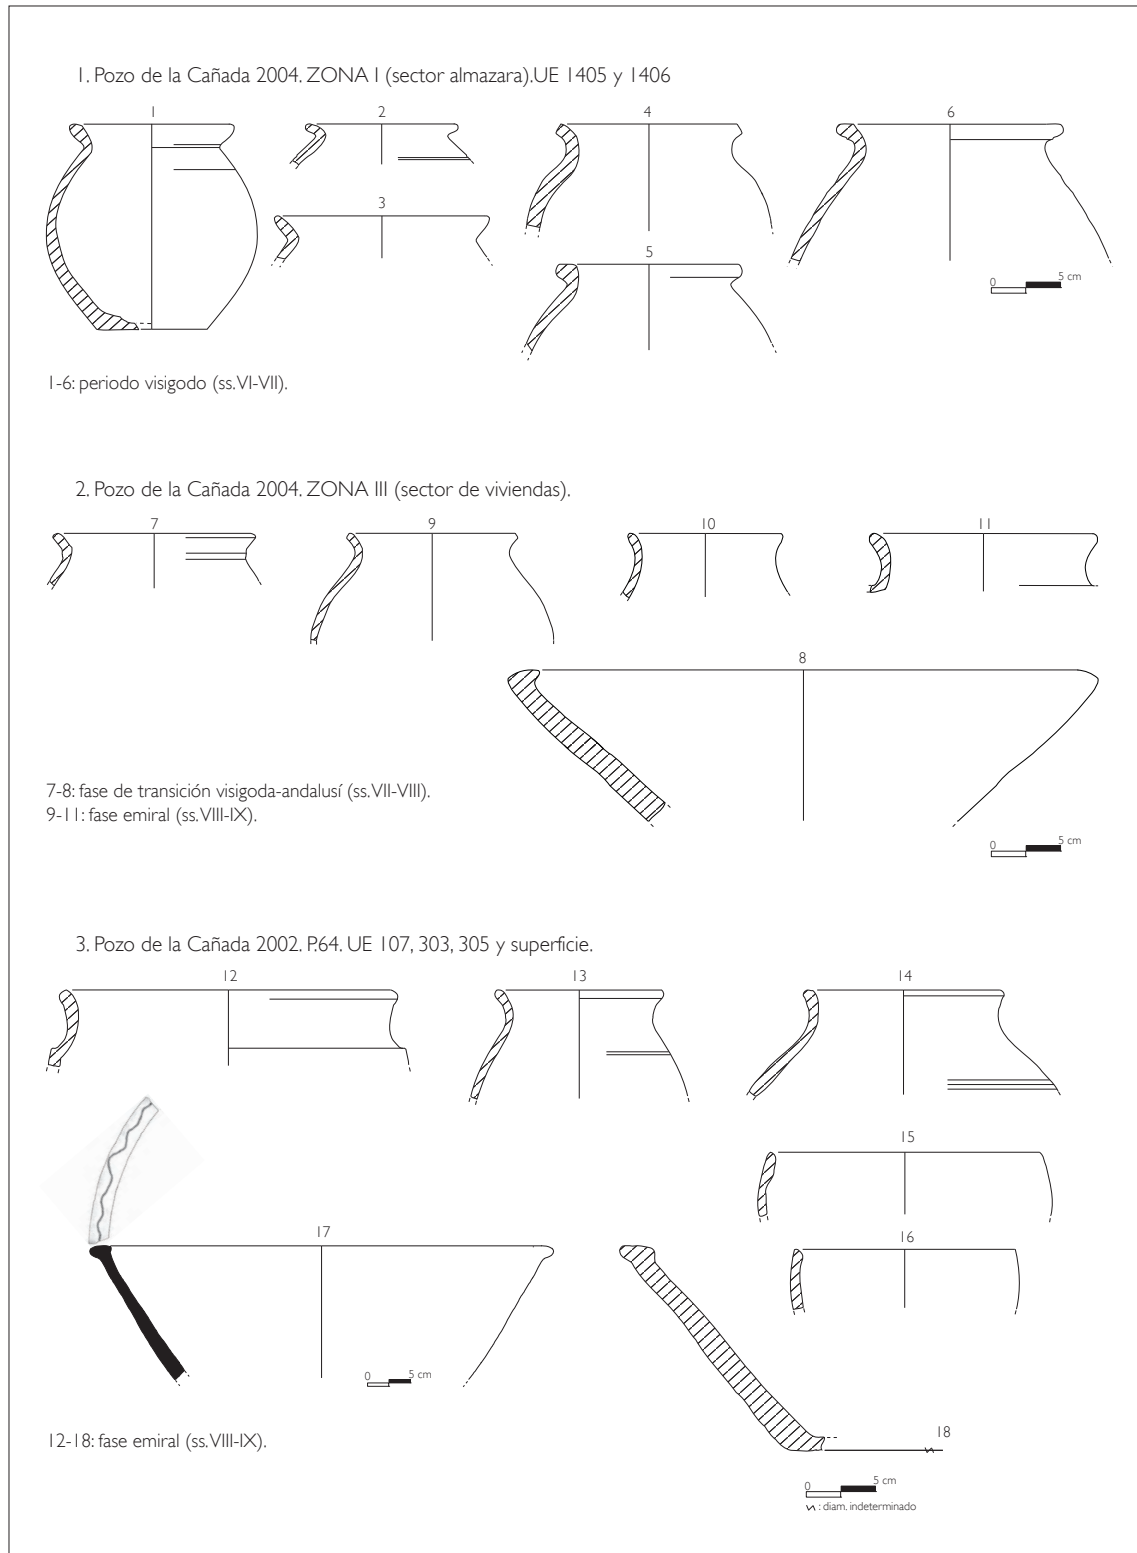 1. Pozo de la Cañada 2004. ZONA I (sector almazara).UE 1405 y 1406
1
2
4
6
3
5
0 5 cm
1-6: periodo visigodo (ss.VI-VII).
2. Pozo de la Cañada 2004. ZONA III (sector de viviendas).
7
9
10
11
8
7-8: fase de transición visigoda-andalusí (ss.VII-VIII).
9-11: fase emiral (ss.VIII-IX).
0 5 cm
3. Pozo de la Cañada 2002. P.64. UE 107, 303, 305 y superficie.
12
13
14
15
17
16
0 5 cm
12-18: fase emiral (ss.VIII-IX).
18
0 5 cm
: diam. indeterminado